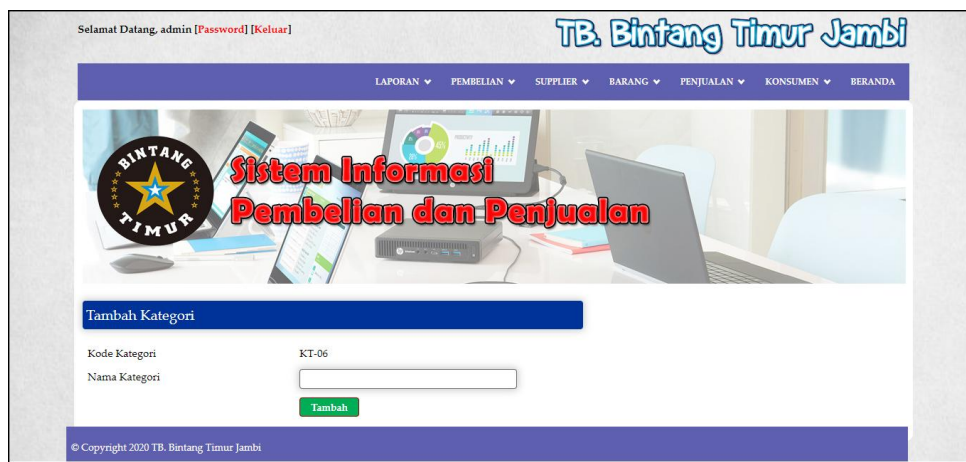 Selamat Datang, admin [Password] [Keluar]
TB. Bintang Timur Jambi
LAPORAN PEMBELIAN SUPPLIER BARANG PENJUALAN KONSUMEN BERANDA
BINTANG
TIMUR
Sistem Informasi
Pembelian dan Penjualan
Tambah Kategori
Kode Kategori KT-06
Nama Kategori
Tambah
© Copyright 2020 TB. Bintang Timur Jambi